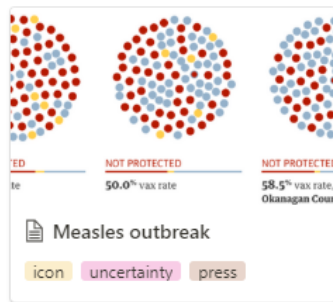 TED NOT PROTECTED NOT PROTECTED
te 50.0% vax rate 58.5% vax rate,
Okanagan Coun
Measles outbreak
icon uncertainty press